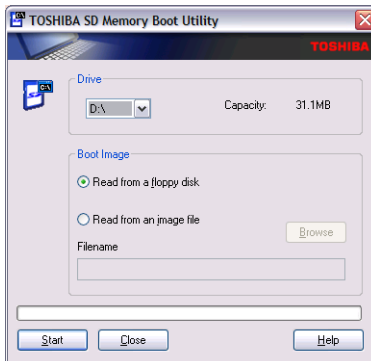 TOSHIBA SD Memory Boot Utility
TOSHIBA
Drive
D:\
Capacity: 31.1MB
Boot Image
Read from a floppy disk
Read from an image file
Browse
Filename
Start Close Help